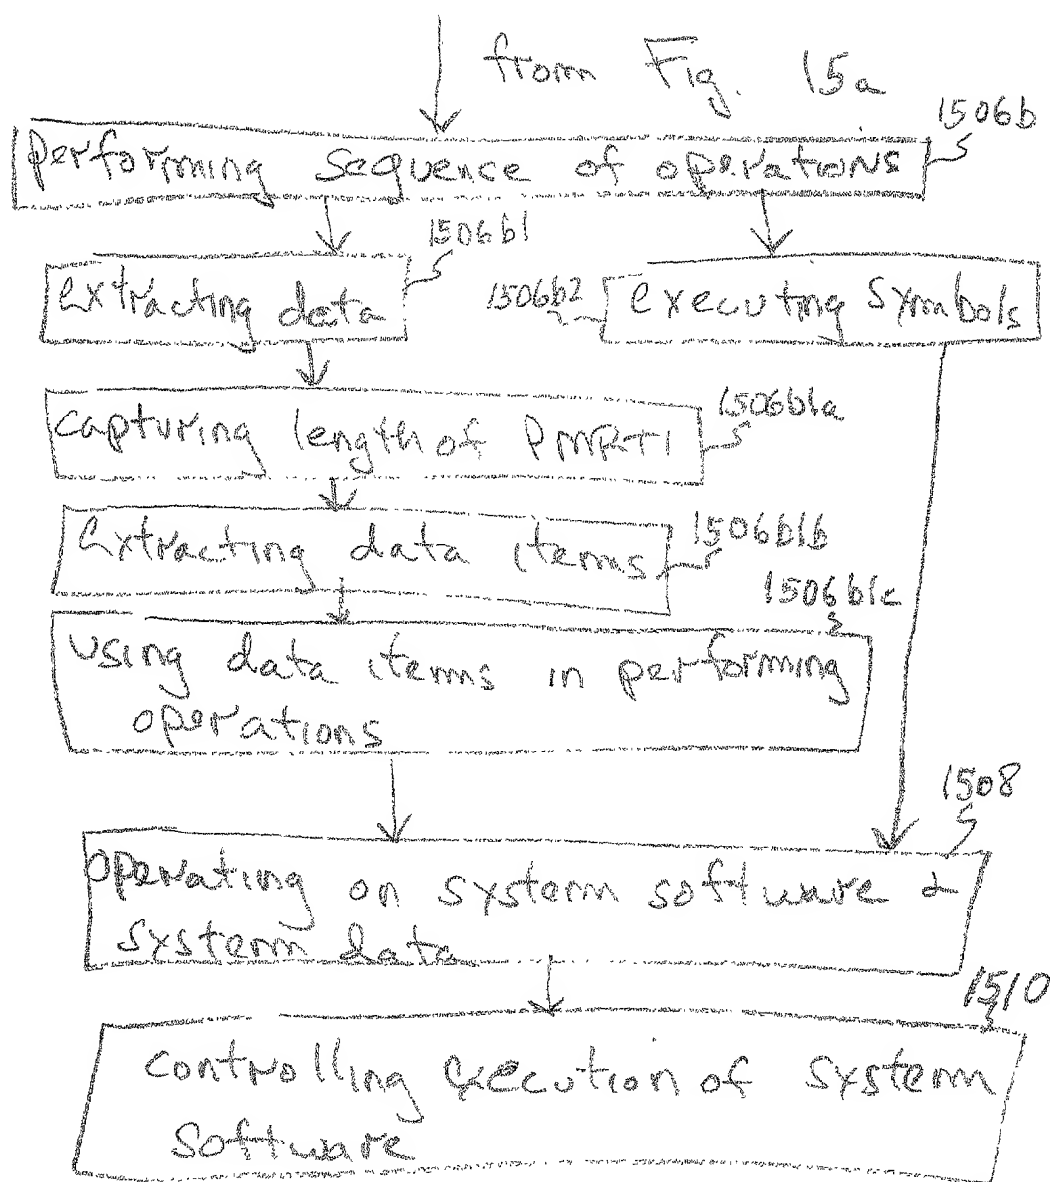 from Fig. 15a
1506b
performing sequence of operations
1506b1
extracting data
1506b2
executing symbols
1506b1a
capturing length of
1506b1b
extracting data items
1506b1c
using data items in performing
operations
1508
operating on system software &
system data
1510
controlling execution of system
software